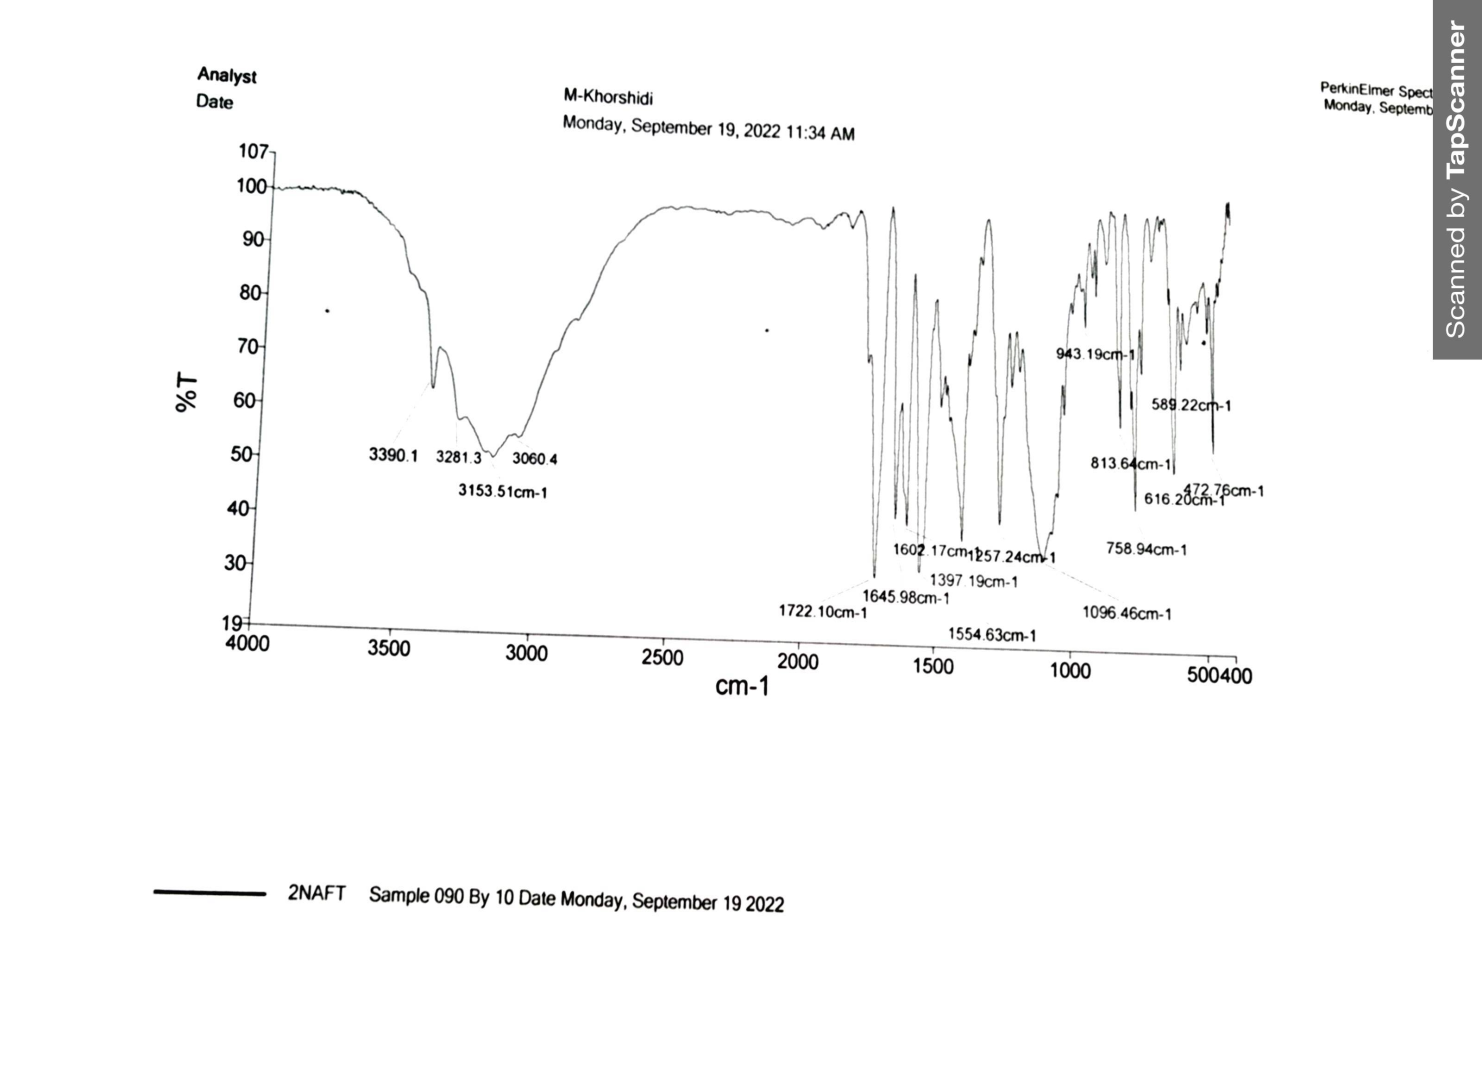 Analyst
Date
M-Khorshidi
Monday, September 19, 2022 11:34 AM
PerkinElmer Spect
Monday, Septemb
Scanned by TapScanner
107
100
90
80
70
60
50
40
30
19
%T
3390.1
3281.3
3060.4
3153.51cm-1
943.19cm-1
589.22cm-1
813.64cm-1
472.76cm-1
616.20cm-1
758.94cm-1
1602.17cm-1
1257.24cm-1
1397.19cm-1
1645.98cm-1
1722.10cm-1
1096.46cm-1
1554.63cm-1
4000 3500 3000 2500 2000 1500 1000 500 400
cm-1
2NAFT Sample 090 By 10 Date Monday, September 19 2022